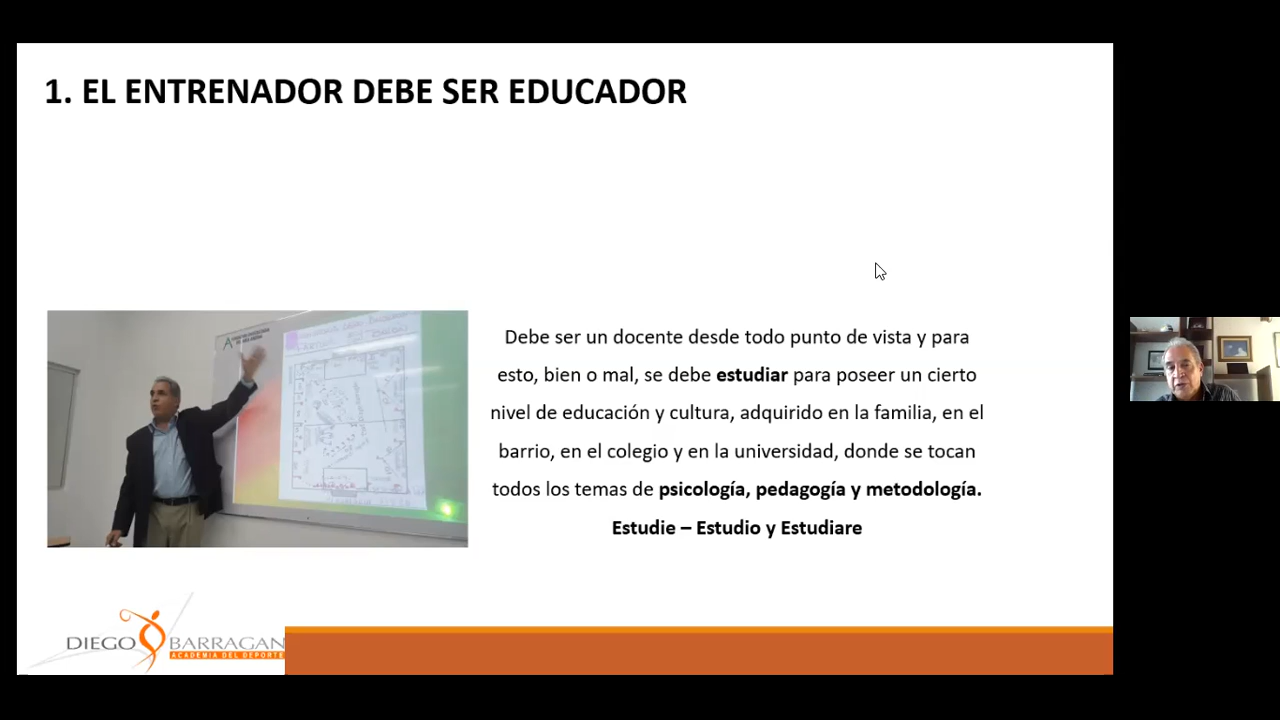 1. EL ENTRENADOR DEBE SER EDUCADOR
Debe ser un docente desde todo punto de vista y para
esto, bien o mal, se debe estudiar para poseer un cierto
nivel de educación y cultura, adquirido en la familia, en el
barrio, en el colegio y en la universidad, donde se tocan
todos los temas de psicología, pedagogía y metodología.
Estudie – Estudio y Estudiare
DIEGO BARRAGAN
ACADEMIA DEL DEPORTE